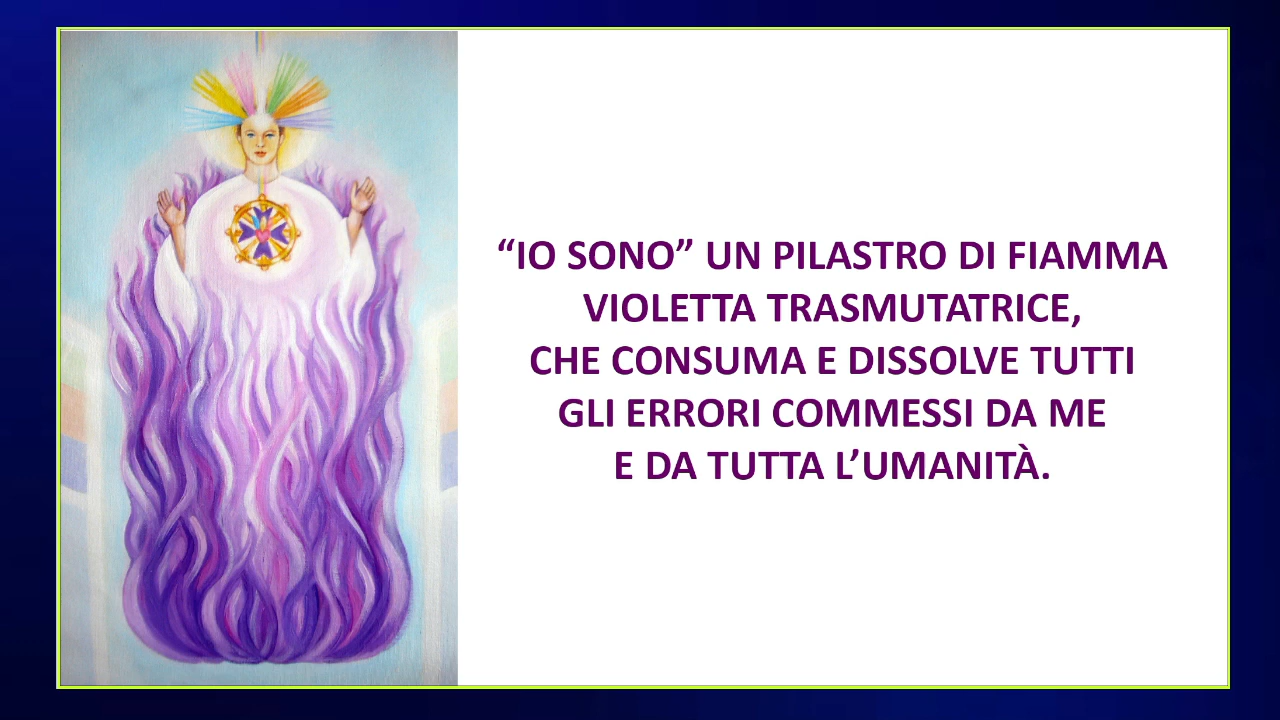 “IO SONO” UN PILASTRO DI FIAMMA
VIOLETTA TRASMUTATRICE,
CHE CONSUMA E DISSOLVE TUTTI
GLI ERRORI COMMESSI DA ME
E DA TUTTA L’UMANITÀ.